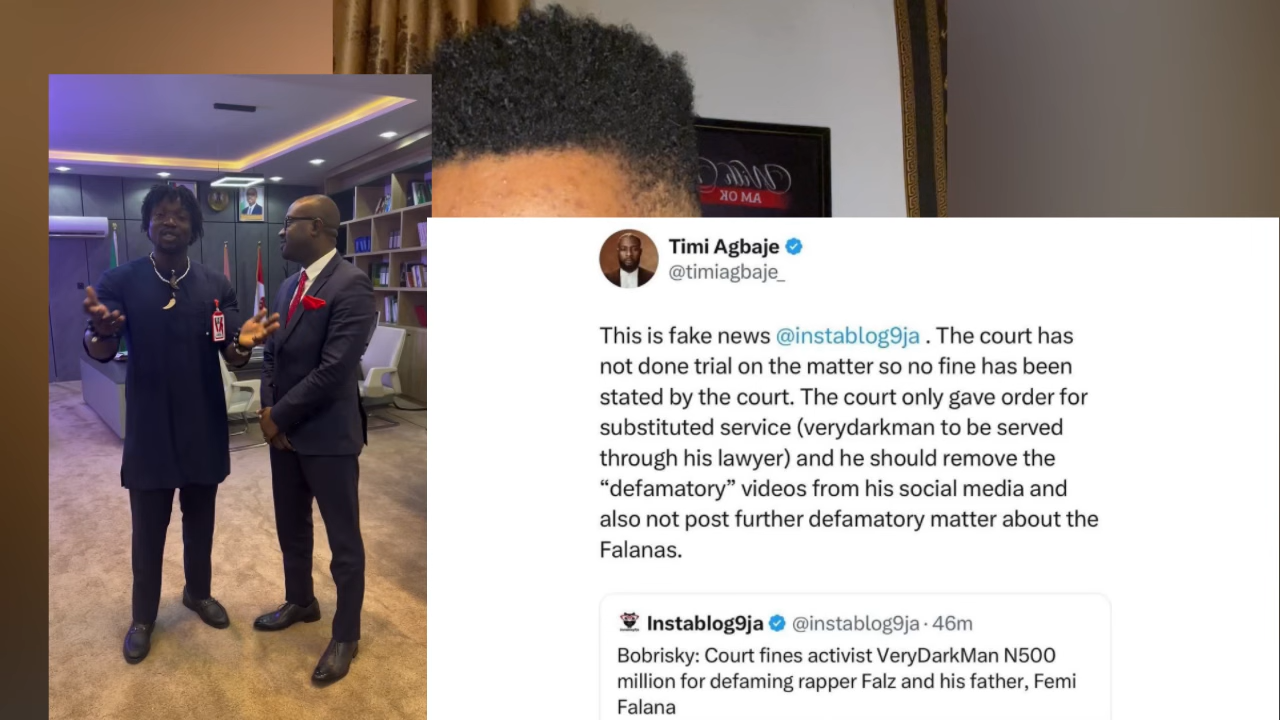 AM OK
Timi Agbaje
@timiagbaje_
This is fake news @instablog9ja . The court has
not done trial on the matter so no fine has been
stated by the court. The court only gave order for
substituted service (verydarkman to be served
through his lawyer) and he should remove the
“defamatory” videos from his social media and
also not post further defamatory matter about the
Falanas.
Instablog9ja @instablog9ja · 46m
Bobrisky: Court fines activist VeryDarkMan N500
million for defaming rapper Falz and his father, Femi
Falana